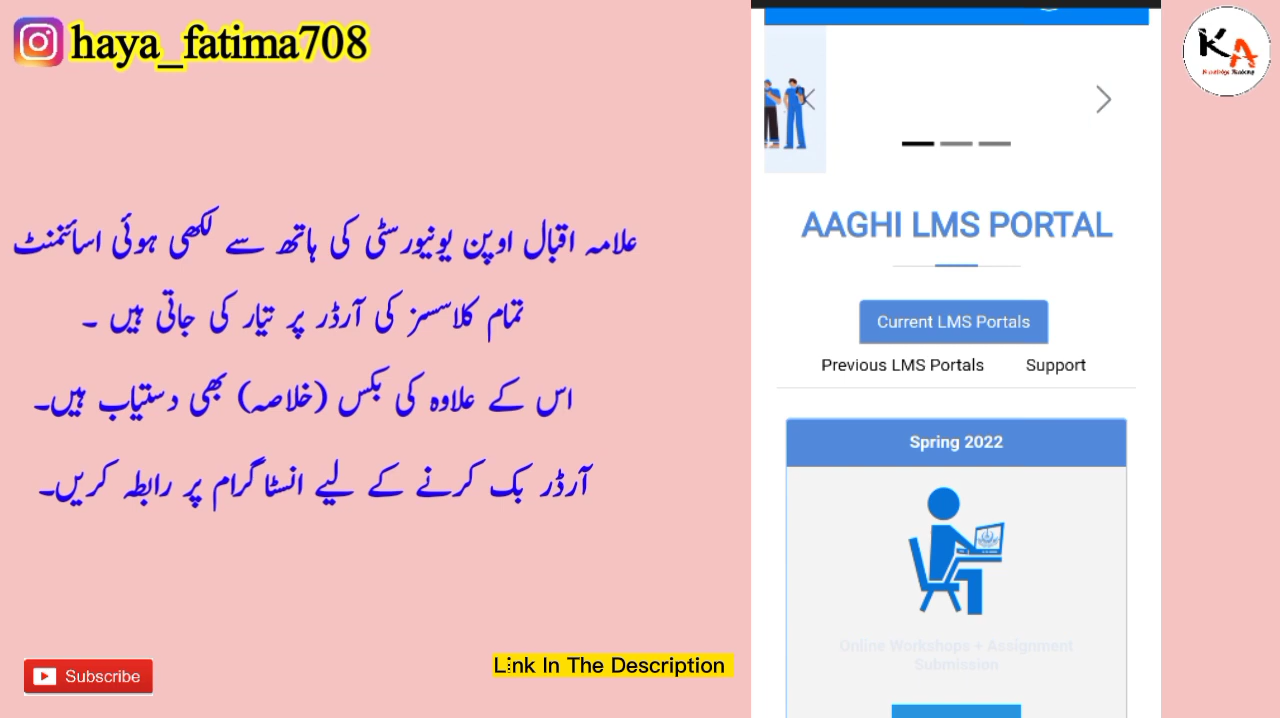 haya_fatima708
KA
Knowledge Academy
علامہ اقبال اوپن یونیورسٹی کی ہاتھ سے لکھی ہوئی اسائنمنٹ
تمام کلاسسز کی آرڈر پر تیار کی جاتی ہیں ۔
اس کے علاوہ کی بکس (خلاصہ) بھی دستیاب ہیں۔
آرڈر بک کرنے کے لیے انسٹاگرام پر رابطہ کریں۔
Subscribe
Link In The Description
AAGHI LMS PORTAL
Current LMS Portals
Previous LMS Portals Support
Spring 2022
Online Workshops + Assignment
Submission